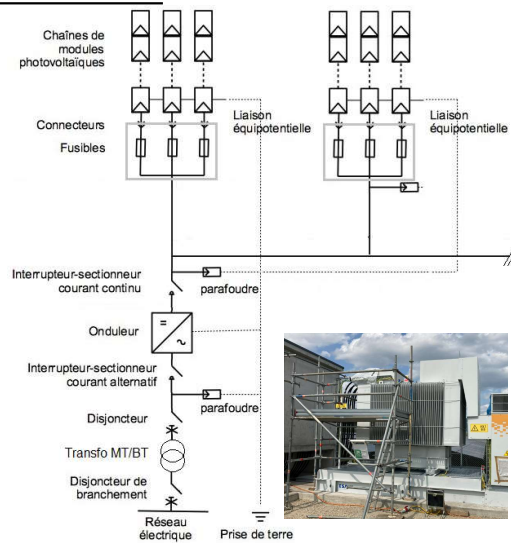 Chaînes de
modules
photovoltaïques
Connecteurs
Fusibles
Liaison
équipotentielle
Liaison
équipotentielle
Interrupteur-sectionneur
courant continu
parafoudre
Onduleur
=
~
Interrupteur-sectionneur
courant alternatif
parafoudre
Disjoncteur
Transfo MT/BT
Disjoncteur de
branchement
Réseau
électrique
Prise de terre